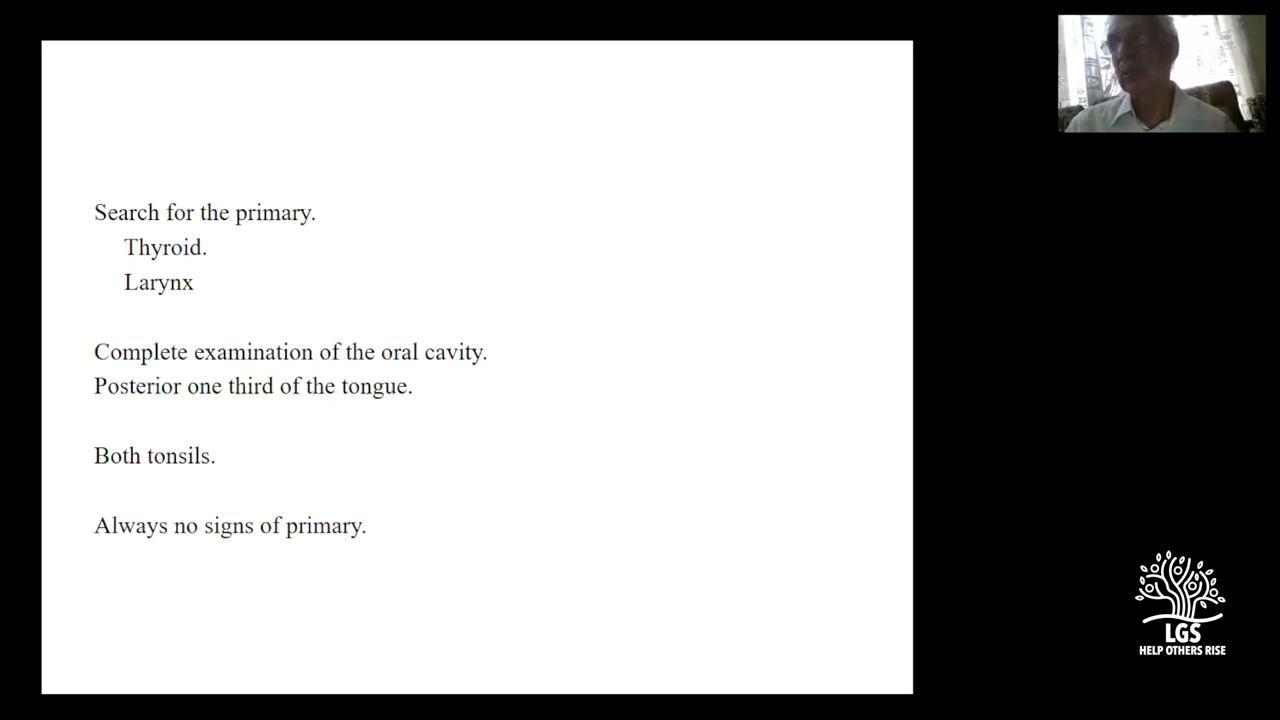 Search for the primary.
Thyroid.
Larynx
Complete examination of the oral cavity.
Posterior one third of the tongue.
Both tonsils.
Always no signs of primary.
LGS
HELP OTHERS RISE